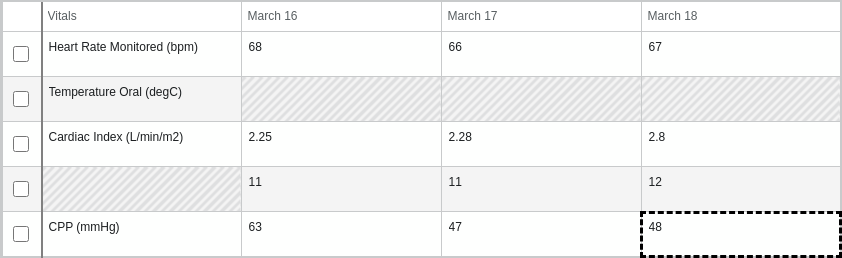 Vitals March 16 March 17 March 18
Heart Rate Monitored (bpm) 68 66 67
Temperature Oral (degC)
Cardiac Index (L/min/m2) 2.25 2.28 2.8
11 11 12
CPP (mmHg) 63 47 48